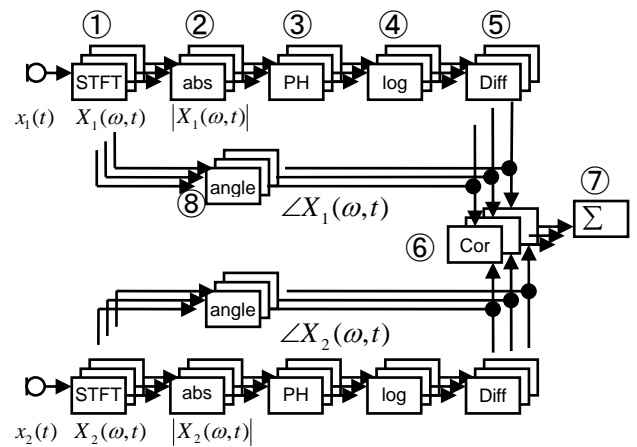 ① ② ③ ④ ⑤
STFT abs PH log Diff
x₁(t) X₁(ω,t) |X₁(ω,t)|
angle
⑧ ∠X₁(ω,t)
⑦
Σ
⑥ Cor
angle
∠X₂(ω,t)
STFT abs PH log Diff
x₂(t) X₂(ω,t) |X₂(ω,t)|